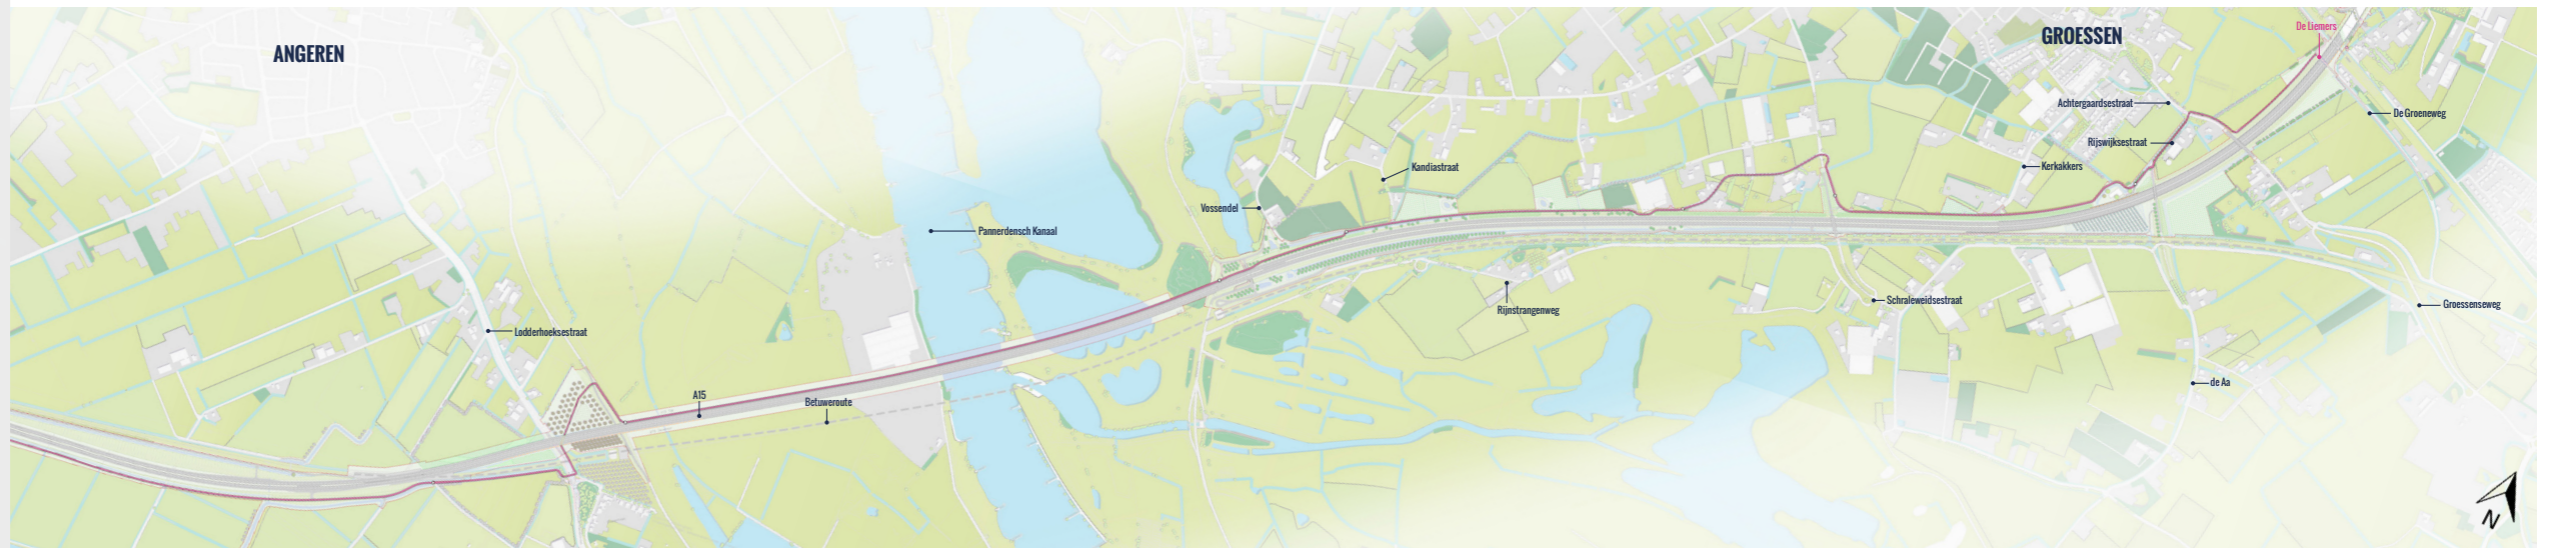 ANGEREN
GROESSEN
De Liemers
Achtergaardsestraat
De Groeneweg
Rijswijksestraat
Kandiastraat
Kerkakkers
Vossendel
Pannerdensch Kanaal
Schraleweidsestraat
Groessenseweg
Rijnstrangenweg
Lodderhoeksestraat
de Aa
A15
Betuweroute
N